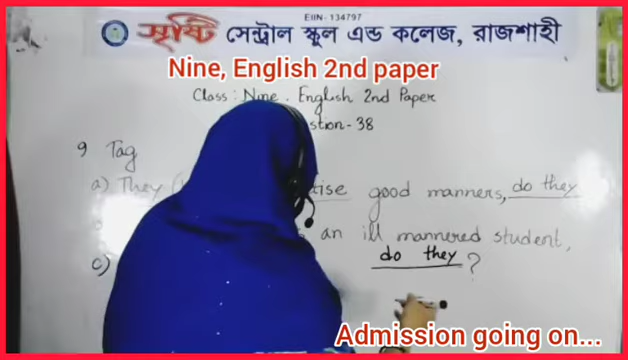 EIIN- 134797
সৃষ্টি সেন্ট্রাল স্কুল এন্ড কলেজ, রাজশাহী
Nine, English 2nd paper
Class: Nine. English 2nd Paper
stion-38
9 Tag
a) They tise good manners, do they
an ill mannered student,
c) do they?
Admission going on...